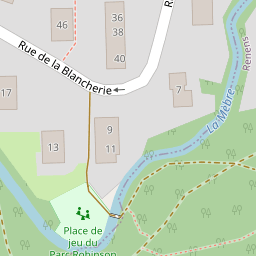 36
38
46
40
Rue de la Blancherie
Renens
7
17
La Mèbre
9
11
13
Place de
jeu du
Parc Robinson